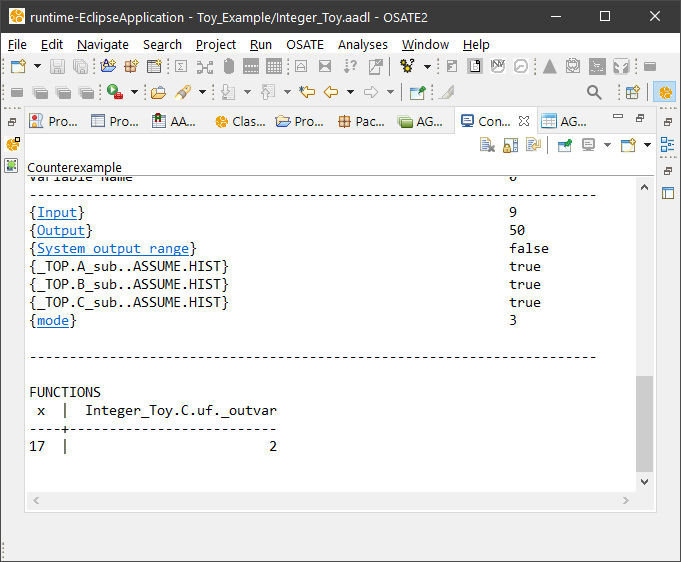 runtime-EclipseApplication - Toy_Example/Integer_Toy.aadl - OSATE2
File Edit Navigate Search Project Run OSATE Analyses Window Help
Pro... Pro... AA... Clas... Pro... Pac... AG... Con... AG...
Counterexample
Variable Name 0
----------------------------------------------------------------------
{Input} 9
{Output} 50
{System output range} false
{_TOP.A_sub..ASSUME.HIST} true
{_TOP.B_sub..ASSUME.HIST} true
{_TOP.C_sub..ASSUME.HIST} true
{mode} 3
----------------------------------------------------------------------
FUNCTIONS
x | Integer_Toy.C.uf._outvar
----+--------------------------
17 | 2